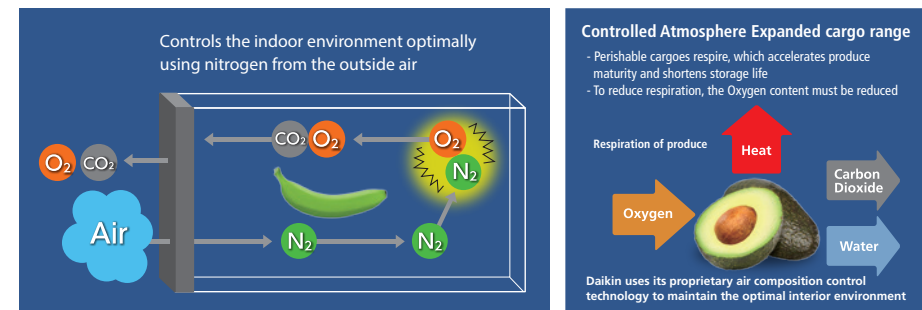 Controls the indoor environment optimally
using nitrogen from the outside air
CO₂ O₂
O₂
N₂
O₂ CO₂
Air
N₂
N₂
Controlled Atmosphere Expanded cargo range
- Perishable cargoes respire, which accelerates produce
maturity and shortens storage life
- To reduce respiration, the Oxygen content must be reduced
Respiration of produce
Heat
Carbon
Dioxide
Oxygen
Water
Daikin uses its proprietary air composition control
technology to maintain the optimal interior environment